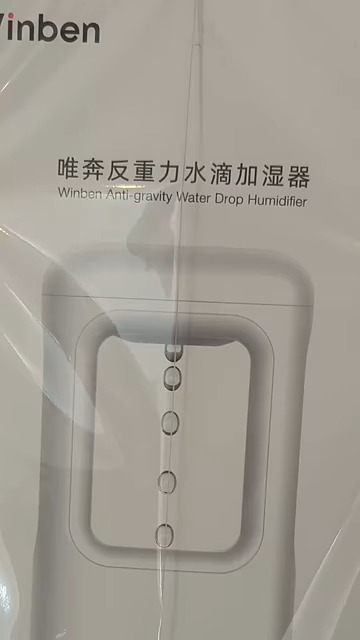 Winben
唯奔反重力水滴加湿器
Winben Anti-gravity Water Drop Humidifier